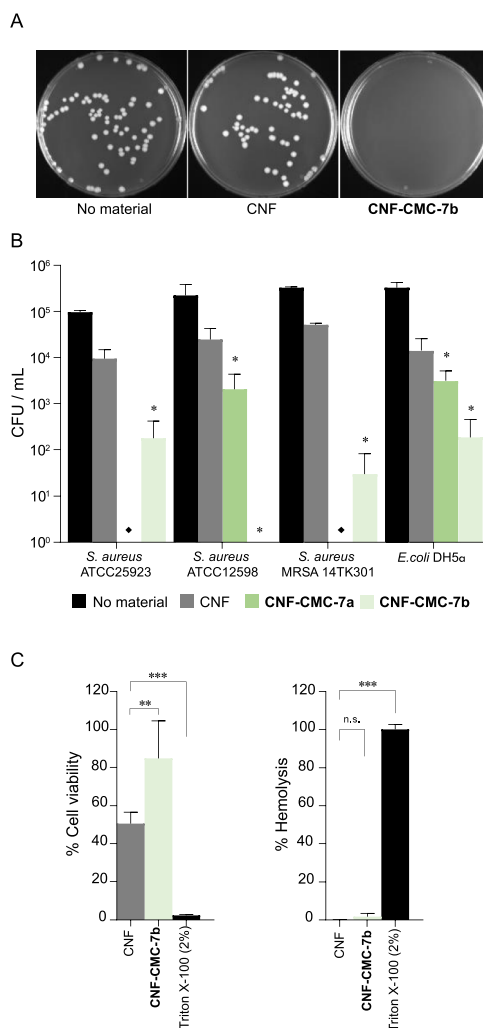 A
No material CNF CNF-CMC-7b
B
CFU / mL
10⁶
10⁵
10⁴
10³
10²
10¹
10⁰
* * * * * *
◆ ◆
S. aureus ATCC25923
S. aureus ATCC12598
S. aureus MRSA 14TK301
E.coli DH5α
No material CNF CNF-CMC-7a CNF-CMC-7b
C
% Cell viability
120
100
80
60
40
20
0
***
**
CNF
CNF-CMC-7b
Triton X-100 (2%)
% Hemolysis
120
100
80
60
40
20
0
***
n.s.
CNF
CNF-CMC-7b
Triton X-100 (2%)